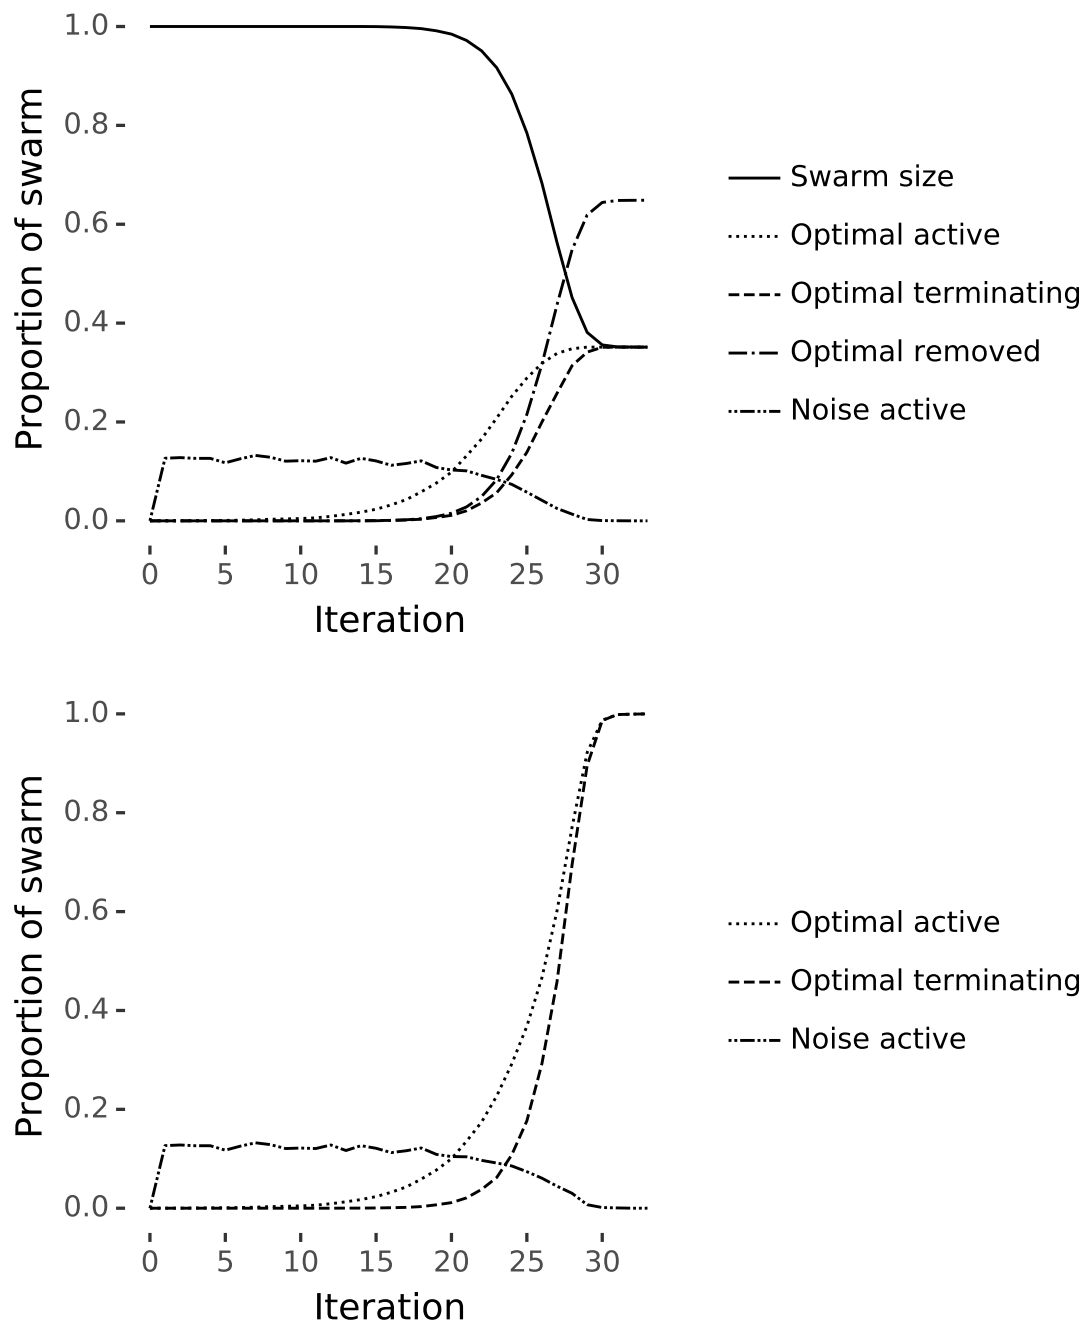 1.0
0.8
0.6
0.4
0.2
0.0
Proportion of swarm
0 5 10 15 20 25 30
Iteration
Swarm size
Optimal active
Optimal terminating
Optimal removed
Noise active
1.0
0.8
0.6
0.4
0.2
0.0
Proportion of swarm
0 5 10 15 20 25 30
Iteration
Optimal active
Optimal terminating
Noise active